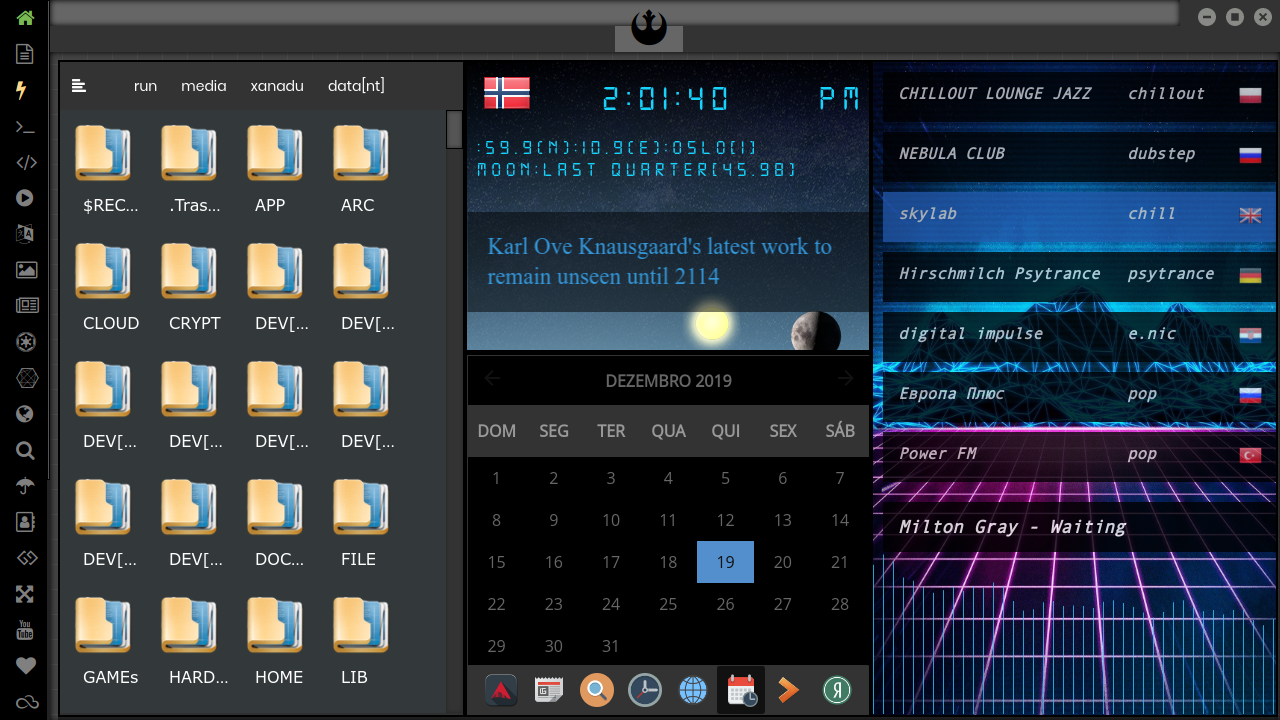 run media xanadu data[nt]
$REC... .Tras... APP ARC
CLOUD CRYPT DEV[... DEV[...
DEV[... DEV[... DEV[... DEV[...
DEV[... DEV[... DOC... FILE
GAMEs HARD... HOME LIB
2:01:40 PM
:59.9(N):10.9(E):OSLO(1)
MOON:LAST QUARTER(45.98)
Karl Ove Knausgaard's latest work to
remain unseen until 2114
DEZEMBRO 2019
DOM SEG TER QUA QUI SEX SÁB
1 2 3 4 5 6 7
8 9 10 11 12 13 14
15 16 17 18 19 20 21
22 23 24 25 26 27 28
29 30 31
CHILLOUT LOUNGE JAZZ chillout
NEBULA CLUB dubstep
skylab chill
Hirschmilch Psytrance psytrance
digital impulse e.nic
Европа Плюс pop
Power FM pop
Milton Gray - Waiting
You
Tube
Я